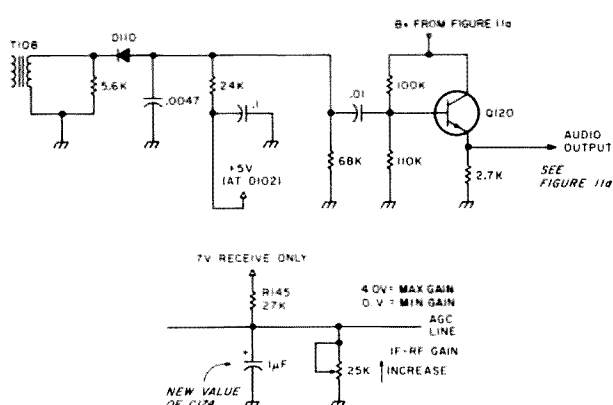 B+ FROM FIGURE 11a
T108
D110
5.6K
.0047
24K
.1
+5V
(AT D102)
68K
.01
100K
110K
Q120
2.7K
AUDIO
OUTPUT
SEE
FIGURE 11a
7V RECEIVE ONLY
R145
27K
4.0V = MAX GAIN
0.V = MIN GAIN
AGC
LINE
+
1µF
25K
IF-RF GAIN
INCREASE
NEW VALUE
OF C174